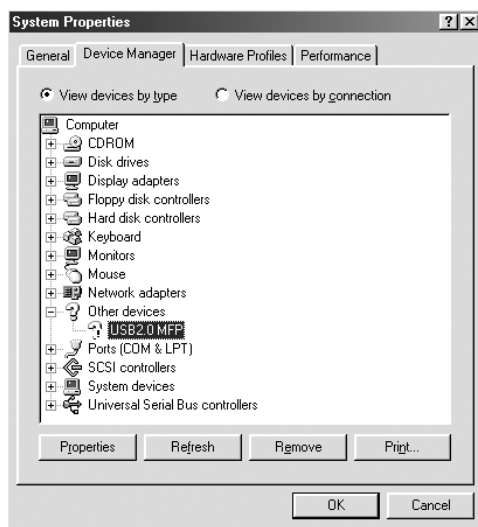 System Properties
General Device Manager Hardware Profiles Performance
View devices by type View devices by connection
Computer
CDROM
Disk drives
Display adapters
Floppy disk controllers
Hard disk controllers
Keyboard
Monitors
Mouse
Network adapters
Other devices
USB2.0 MFP
Ports (COM & LPT)
SCSI controllers
System devices
Universal Serial Bus controllers
Properties Refresh Remove Print...
OK Cancel